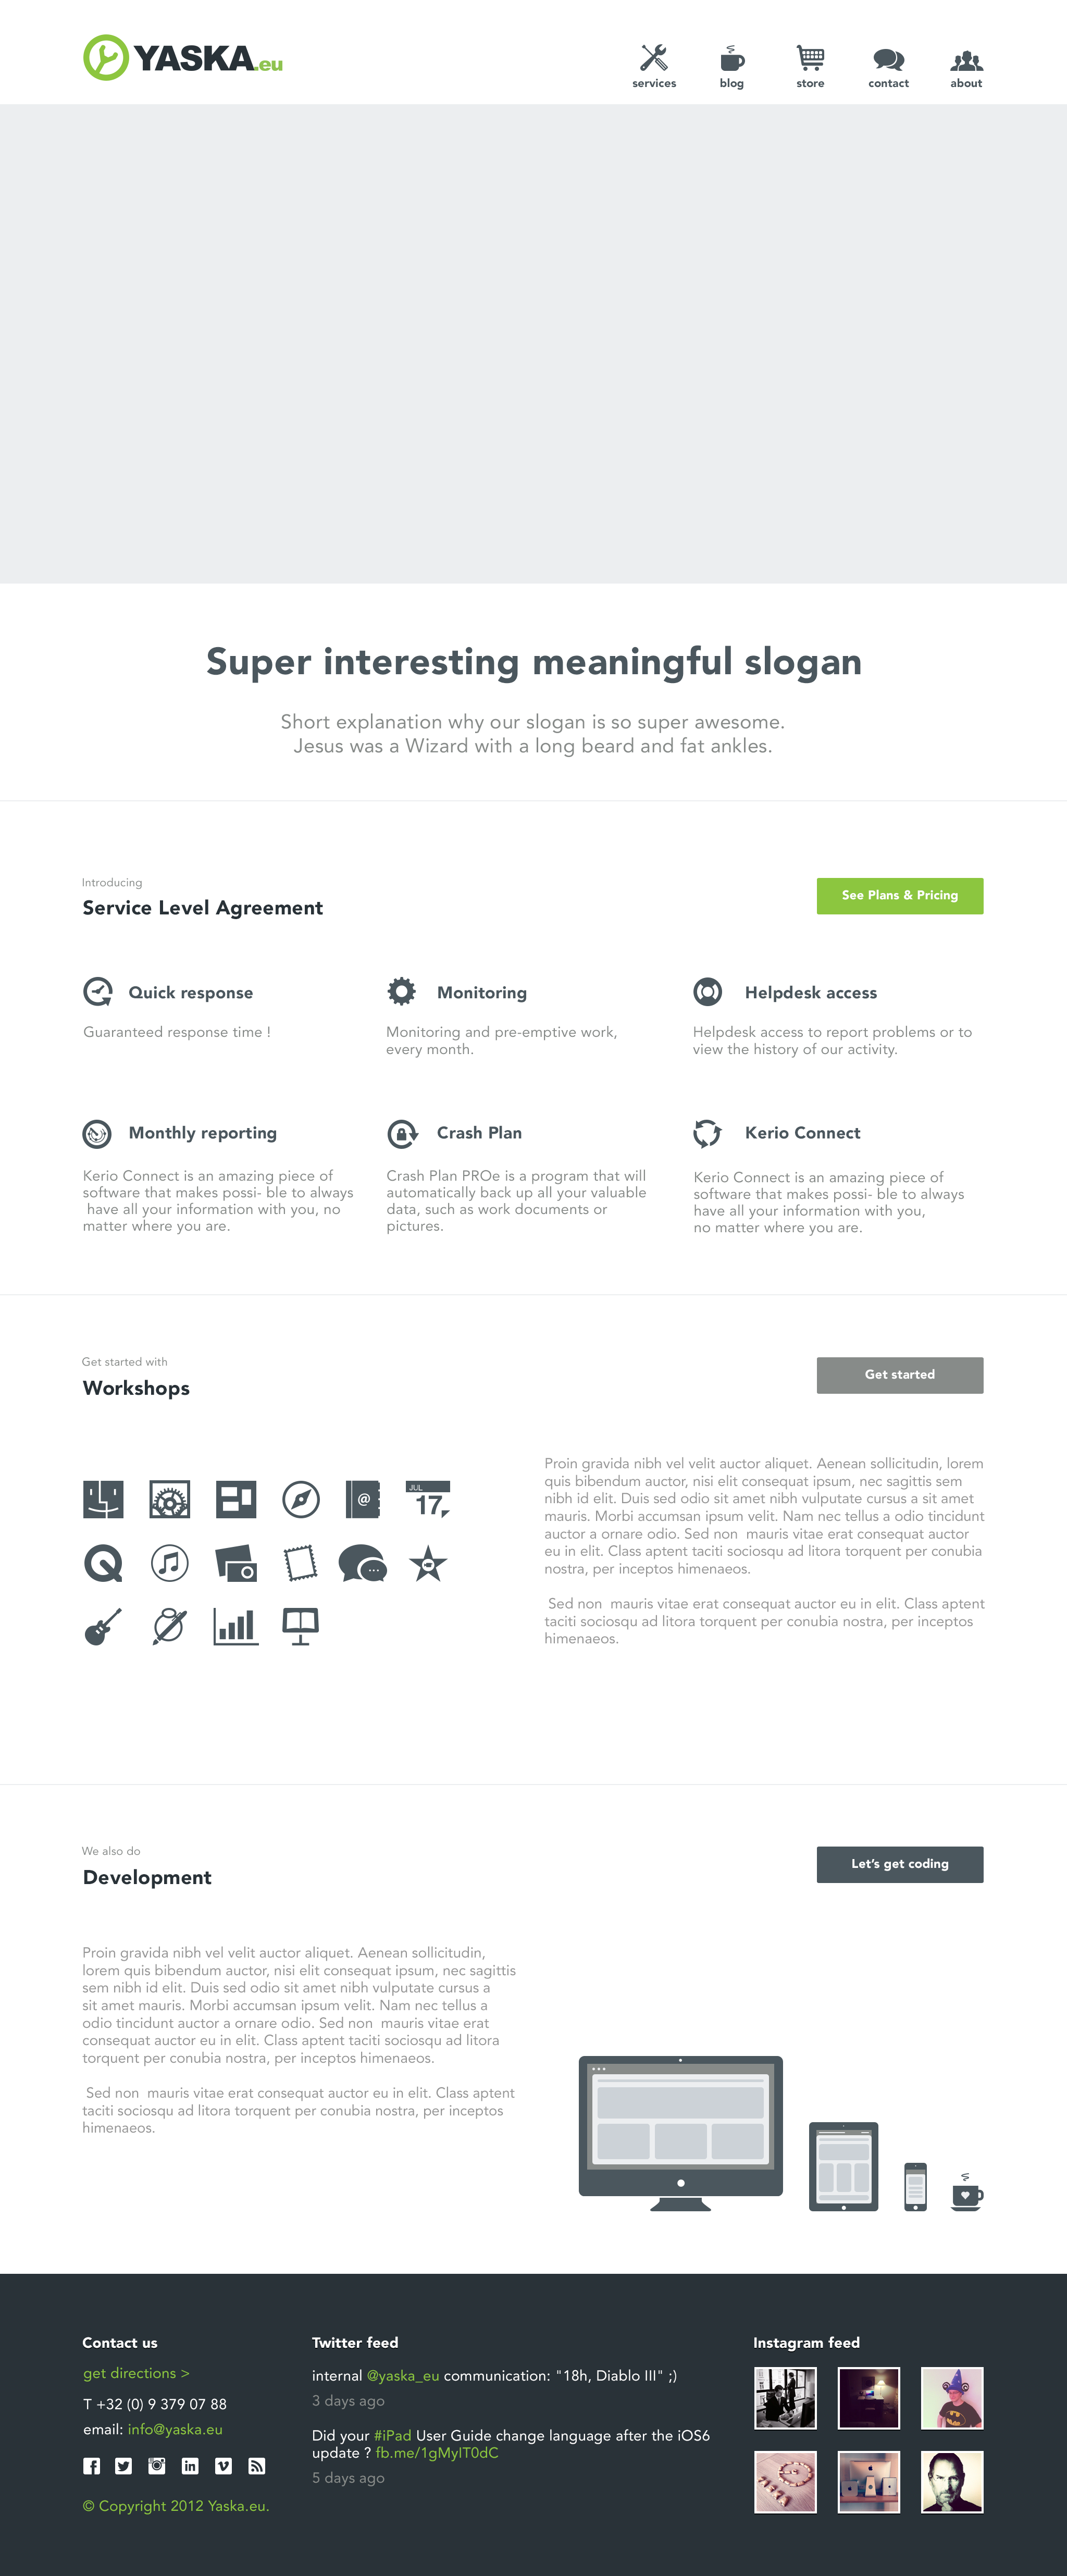 YASKA.eu
services
blog
store
contact
about
Super interesting meaningful slogan
Short explanation why our slogan is so super awesome.
Jesus was a Wizard with a long beard and fat ankles.
Introducing
Service Level Agreement
See Plans & Pricing
Quick response
Guaranteed response time !
Monitoring
Monitoring and pre-emptive work,
every month.
Helpdesk access
Helpdesk access to report problems or to
view the history of our activity.
Monthly reporting
Kerio Connect is an amazing piece of
software that makes possi- ble to always
have all your information with you, no
matter where you are.
Crash Plan
Crash Plan PROe is a program that will
automatically back up all your valuable
data, such as work documents or
pictures.
Kerio Connect
Kerio Connect is an amazing piece of
software that makes possi- ble to always
have all your information with you,
no matter where you are.
Get started with
Workshops
Get started
@
JUL
17
Proin gravida nibh vel velit auctor aliquet. Aenean sollicitudin, lorem
quis bibendum auctor, nisi elit consequat ipsum, nec sagittis sem
nibh id elit. Duis sed odio sit amet nibh vulputate cursus a sit amet
mauris. Morbi accumsan ipsum velit. Nam nec tellus a odio tincidunt
auctor a ornare odio. Sed non  mauris vitae erat consequat auctor
eu in elit. Class aptent taciti sociosqu ad litora torquent per conubia
nostra, per inceptos himenaeos.
Sed non  mauris vitae erat consequat auctor eu in elit. Class aptent
taciti sociosqu ad litora torquent per conubia nostra, per inceptos
himenaeos.
We also do
Development
Let's get coding
Proin gravida nibh vel velit auctor aliquet. Aenean sollicitudin,
lorem quis bibendum auctor, nisi elit consequat ipsum, nec sagittis
sem nibh id elit. Duis sed odio sit amet nibh vulputate cursus a
sit amet mauris. Morbi accumsan ipsum velit. Nam nec tellus a
odio tincidunt auctor a ornare odio. Sed non  mauris vitae erat
consequat auctor eu in elit. Class aptent taciti sociosqu ad litora
torquent per conubia nostra, per inceptos himenaeos.
Sed non  mauris vitae erat consequat auctor eu in elit. Class aptent
taciti sociosqu ad litora torquent per conubia nostra, per inceptos
himenaeos.
Contact us
get directions >
T +32 (0) 9 379 07 88
email: info@yaska.eu
© Copyright 2012 Yaska.eu.
Twitter feed
internal @yaska_eu communication: "18h, Diablo III" ;)
3 days ago
Did your #iPad User Guide change language after the iOS6
update ? fb.me/1gMyIT0dC
5 days ago
Instagram feed